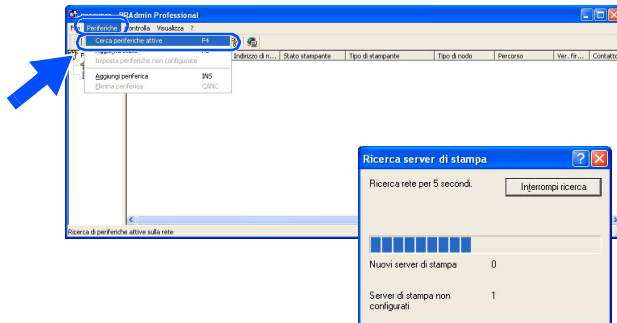 BRAdmin Professional
Periferiche Controlla Visualizza ?
Cerca periferiche attive F4
Imposta periferiche non configurate
Aggiungi periferica INS
Elimina periferica CANC
Indirizzo di n... Stato stampante Tipo di stampante Tipo di nodo Percorso Ver. fir... Contatto
Ricerca di periferiche attive sulla rete
Ricerca server di stampa
Ricerca rete per 5 secondi.
Interrompi ricerca
Nuovi server di stampa 0
Server di stampa non 1
configurati